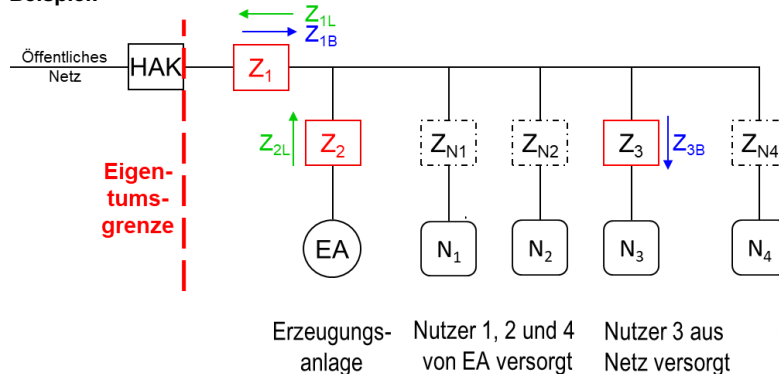 Beispiel:
Z1L
Z1B
Öffentliches
Netz
HAK
Z1
Z2L
Z2
ZN1
ZN2
Z3
Z3B
ZN4
Eigen-
tums-
grenze
EA
N1
N2
N3
N4
Erzeugungs-
anlage
Nutzer 1, 2 und 4
von EA versorgt
Nutzer 3 aus
Netz versorgt